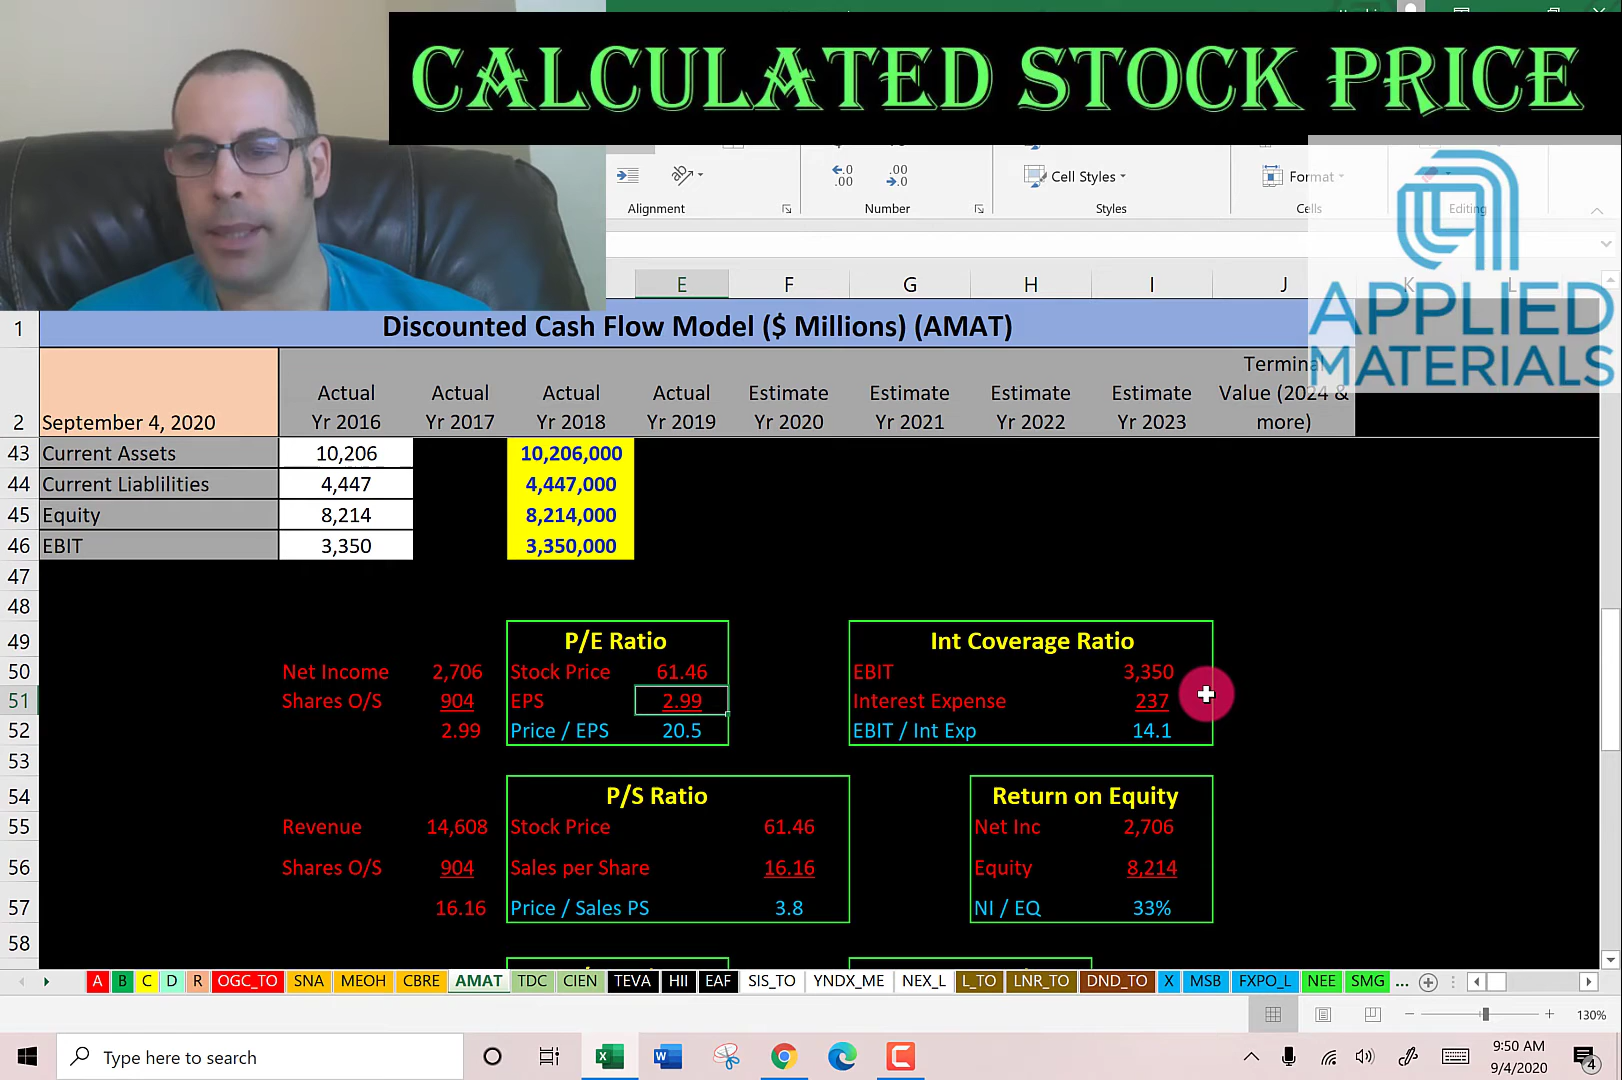 CALCULATED STOCK PRICE
Cell Styles
Format
Alignment
Number
Styles
Cells
Editing
APPLIED
MATERIALS
E F G H I J K L
1 Discounted Cash Flow Model ($ Millions) (AMAT)
Actual Actual Actual Actual Estimate Estimate Estimate Estimate Terminal Value (2024 & more)
2 September 4, 2020 Yr 2016 Yr 2017 Yr 2018 Yr 2019 Yr 2020 Yr 2021 Yr 2022 Yr 2023
43 Current Assets 10,206 10,206,000
44 Current Liablilities 4,447 4,447,000
45 Equity 8,214 8,214,000
46 EBIT 3,350 3,350,000
47
48
49 P/E Ratio Int Coverage Ratio
50 Net Income 2,706 Stock Price 61.46 EBIT 3,350
51 Shares O/S 904 EPS 2.99 Interest Expense 237
52 2.99 Price / EPS 20.5 EBIT / Int Exp 14.1
53
54 P/S Ratio Return on Equity
55 Revenue 14,608 Stock Price 61.46 Net Inc 2,706
56 Shares O/S 904 Sales per Share 16.16 Equity 8,214
57 16.16 Price / Sales PS 3.8 NI / EQ 33%
58
A B C D R OGC_TO SNA MEOH CBRE AMAT TDC CIEN TEVA HII EAF SIS_TO YNDX_ME NEX_L L_TO LNR_TO DND_TO X MSB FXPO_L NEE SMG ...
130%
Type here to search
9:50 AM
9/4/2020
4